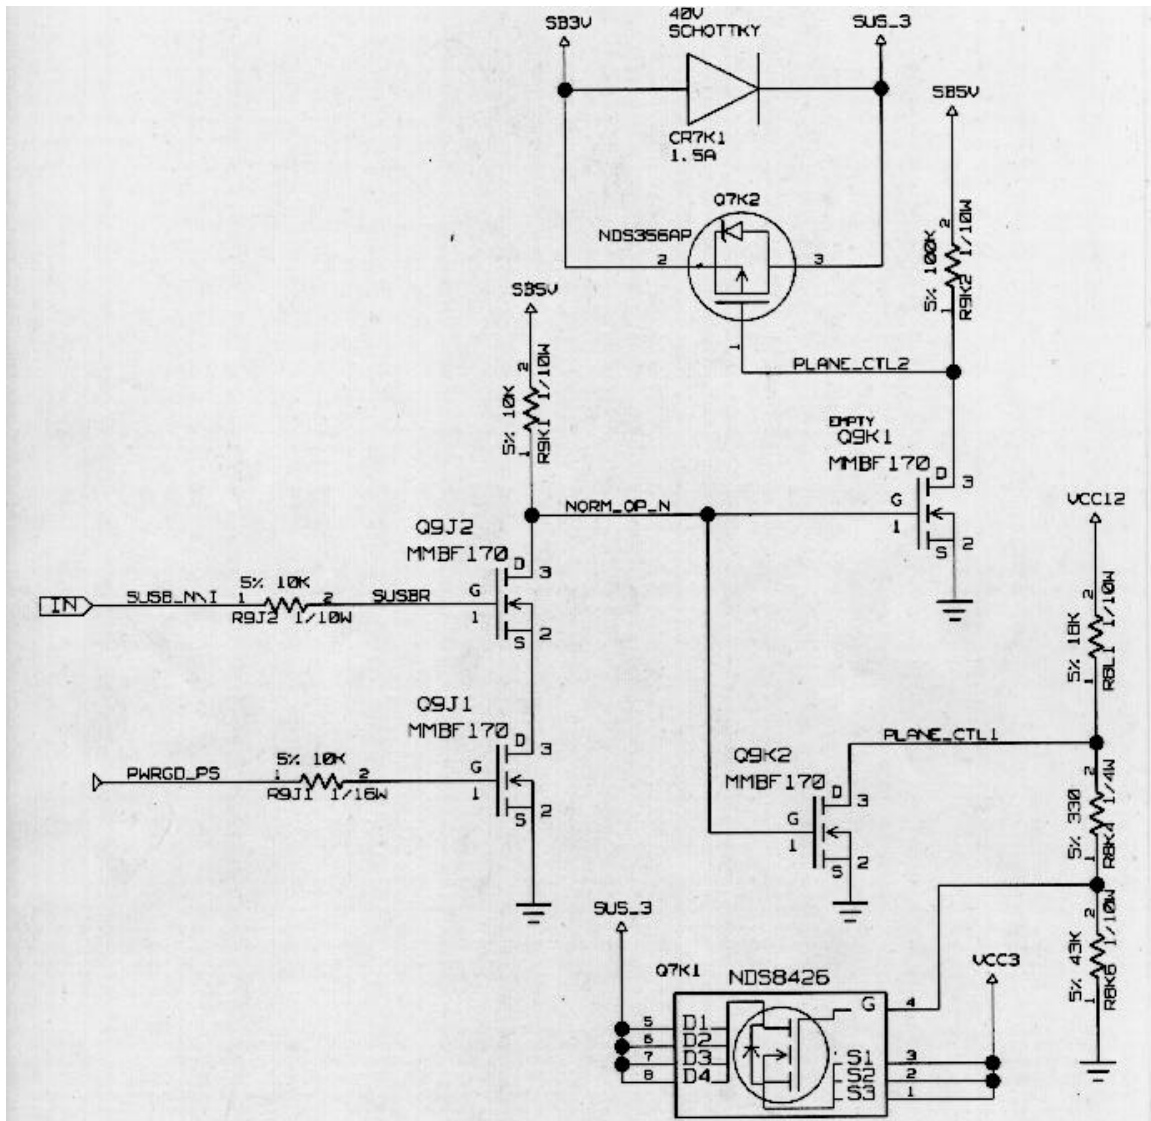 SB3V
40V
SCHOTTKY
SUS_3
CR7K1
1.5A
SB5V
Q7K2
NDS356AP
2
3
1
2
5% 100K
R9K2 1/10W
1
PLANE_CTL2
SB5V
2
5% 10K
R9K1 1/10W
1
EMPTY
Q9K1
MMBF170
D
3
G
1
S
2
NORM_OP_N
VCC12
Q9J2
MMBF170
D
3
G
1
S
2
IN
SUSB_N\I
1
5% 10K
2
R9J2 1/10W
SUSBR
2
5% 18K
R8L1 1/10W
1
PLANE_CTL1
Q9J1
MMBF170
D
3
G
1
S
2
PWRGD_PS
1
5% 10K
2
R9J1 1/16W
Q9K2
MMBF170
D
3
G
1
S
2
2
5% 330
R8K4 1/4W
1
2
5% 43K
R8K6 1/10W
1
SUS_3
VCC3
Q7K1
NDS8426
G
4
5
D1
6
D2
7
D3
8
D4
S1
3
S2
2
S3
1